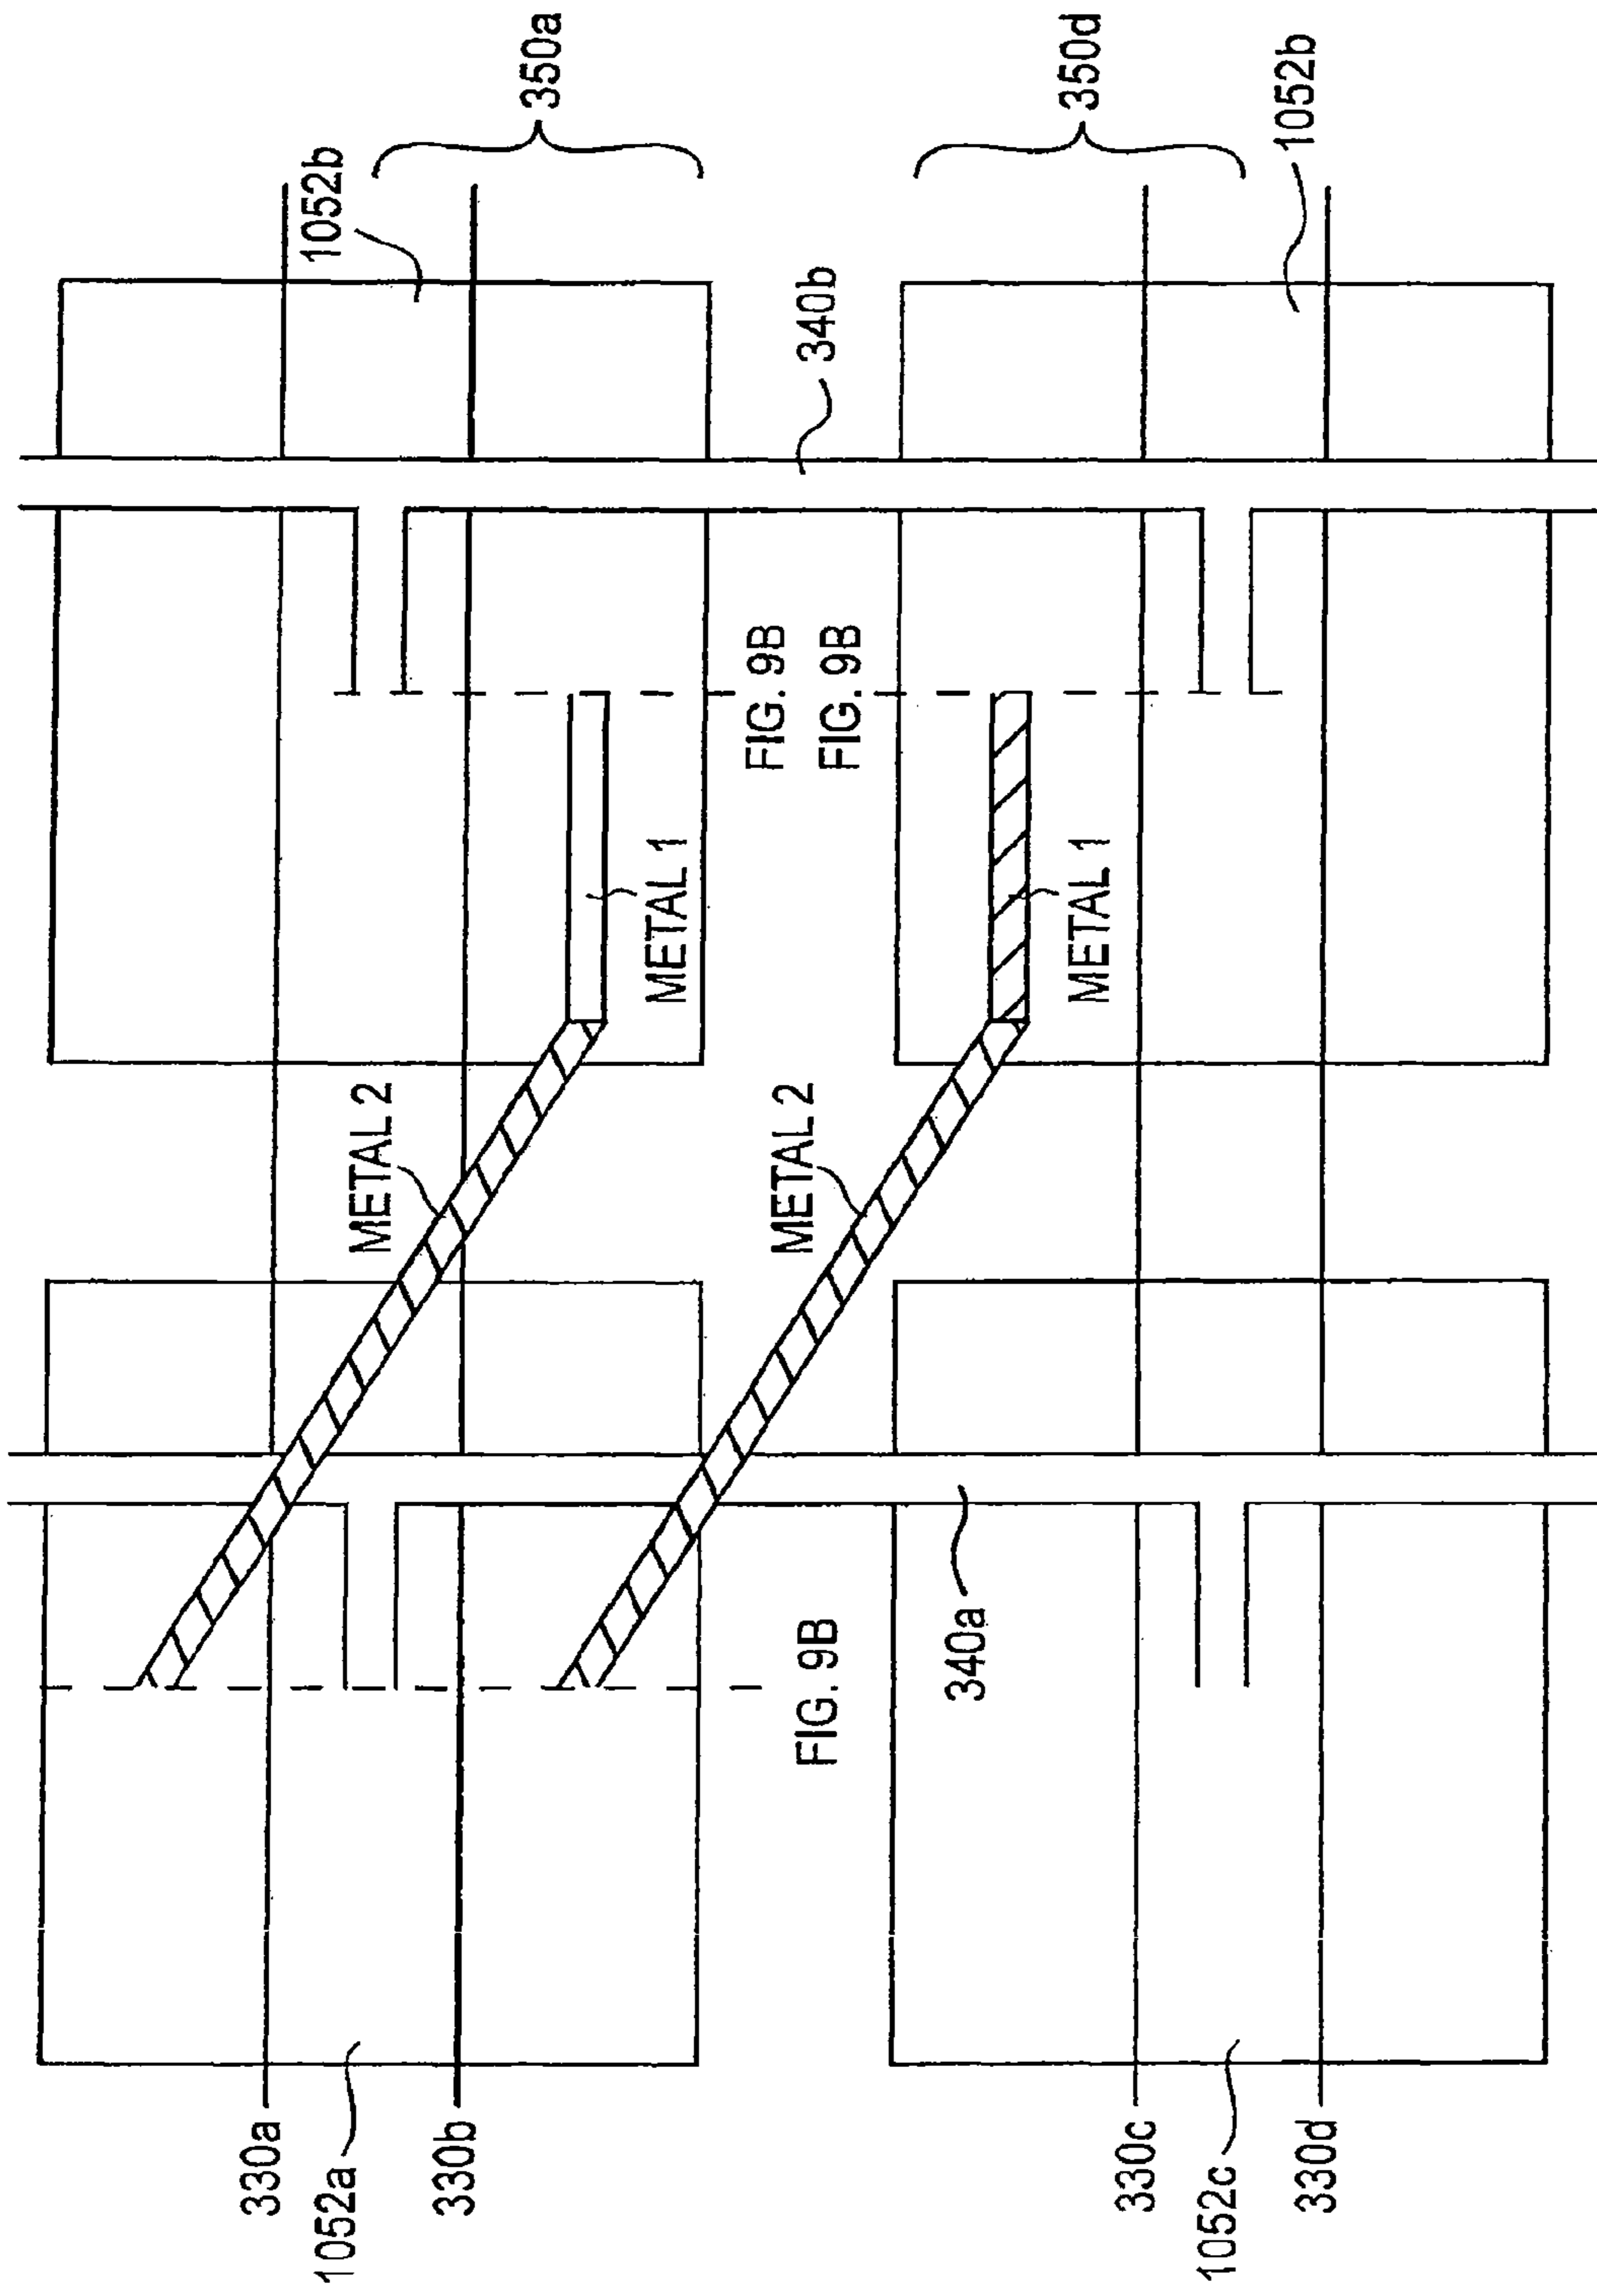 330a
1052b
1052a
METAL 2
330b
350a
METAL 1
FIG. 9B
METAL 2
FIG. 9B
340b
FIG. 9B
340a
350d
METAL 1
330c
1052c
1052b
330d